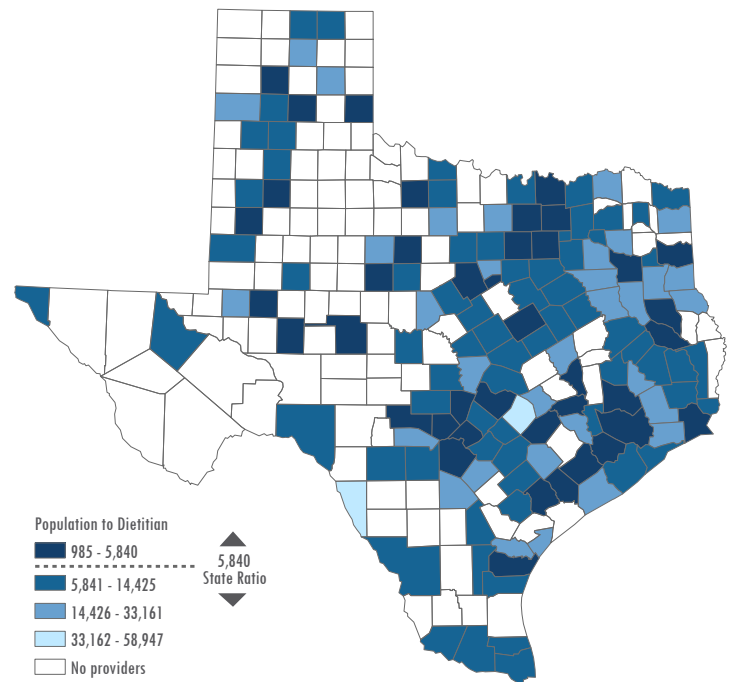 Population to Dietitian
985 - 5,840
5,840
State Ratio
5,841 - 14,425
14,426 - 33,161
33,162 - 58,947
No providers